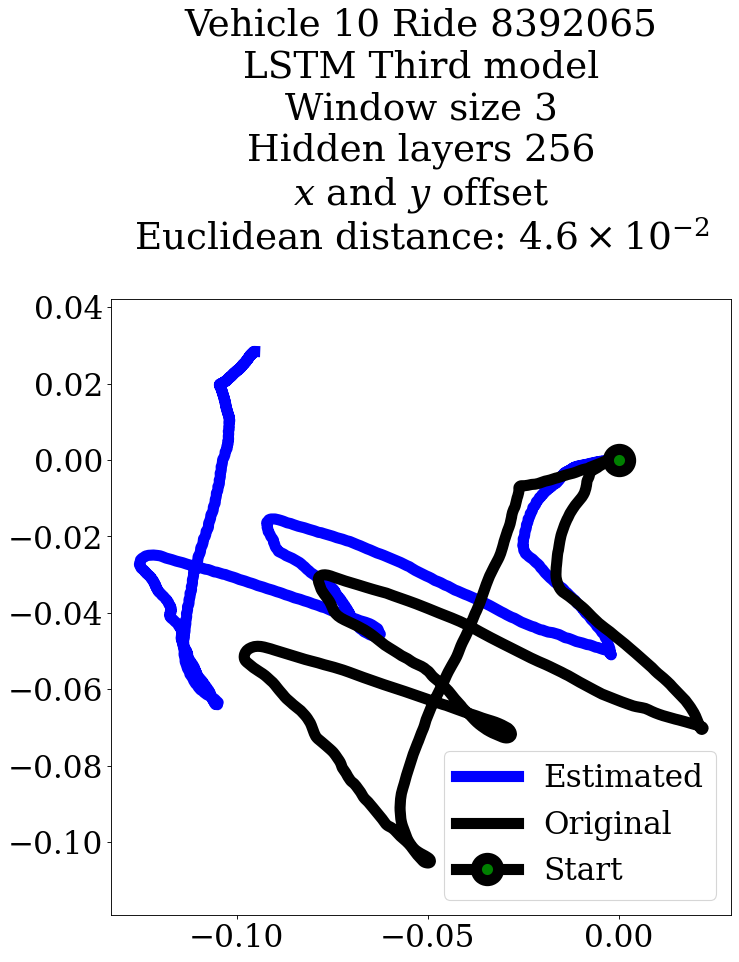 Vehicle 10 Ride 8392065
LSTM Third model
Window size 3
Hidden layers 256
x and y offset
Euclidean distance: 4.6 × 10⁻²
0.04
0.02
0.00
−0.02
−0.04
−0.06
−0.08
−0.10
Estimated
Original
Start
−0.10 −0.05 0.00